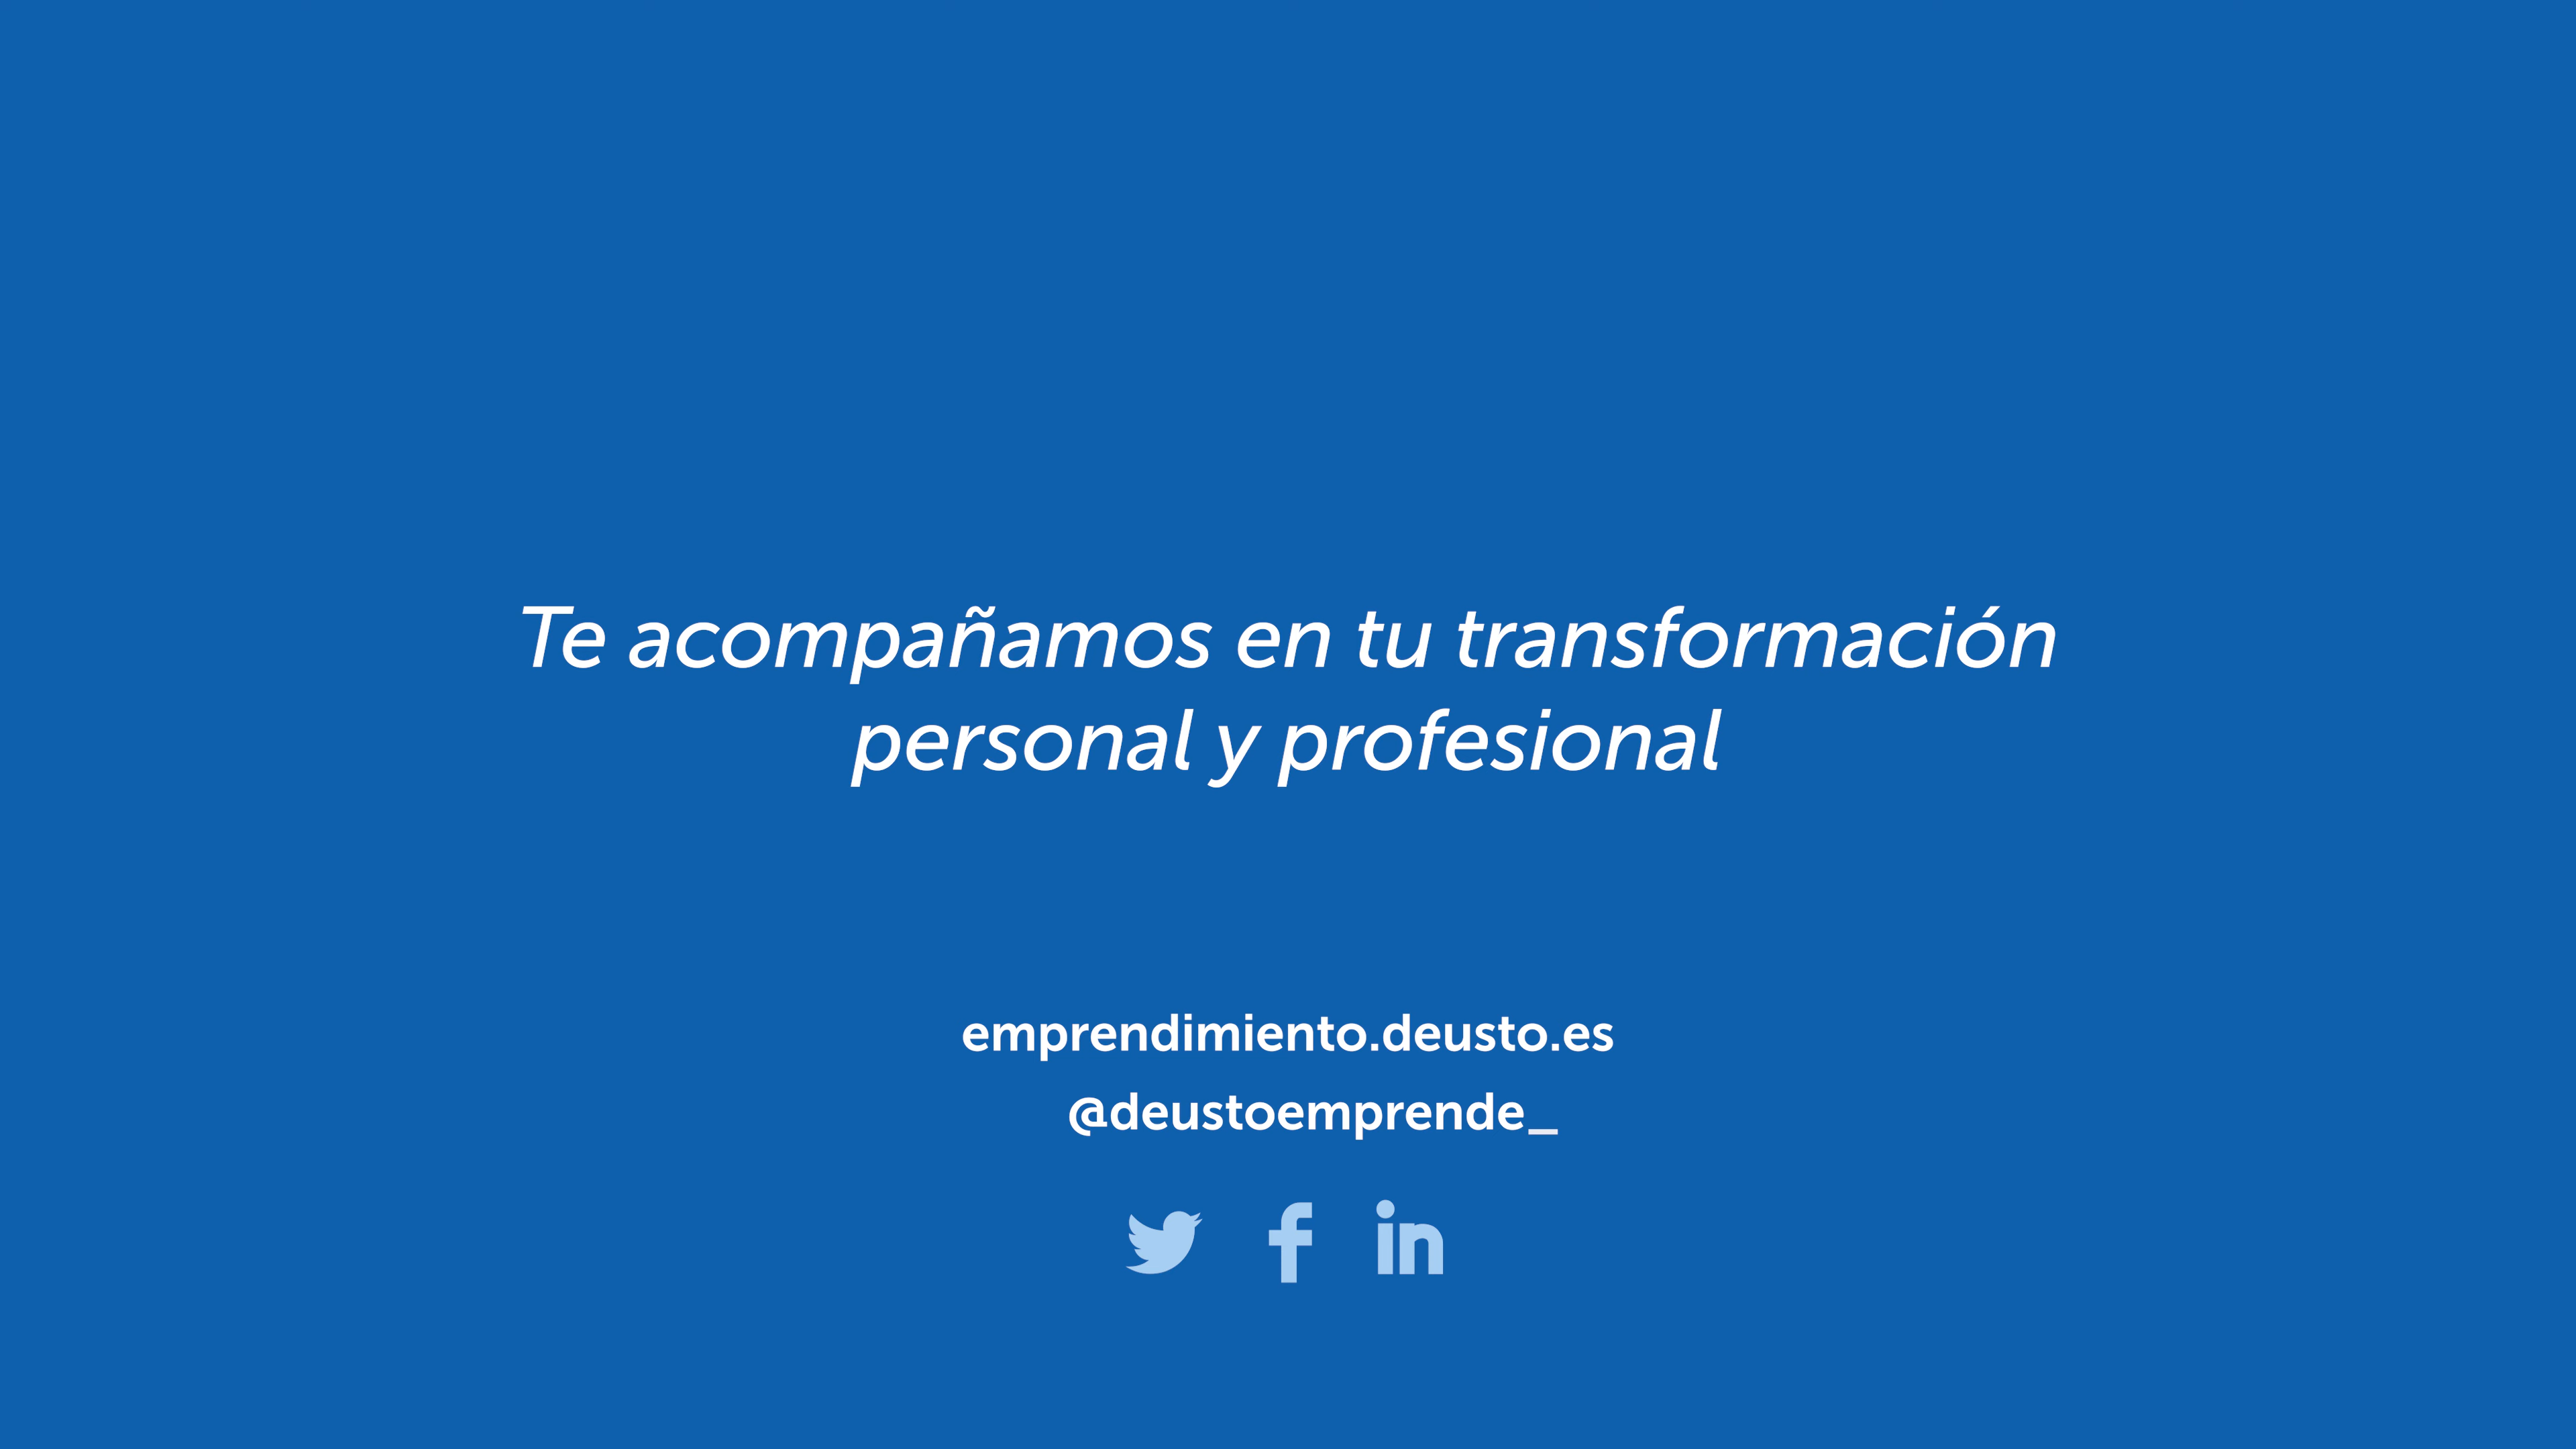 Te acompañamos en tu transformación
personal y profesional
emprendimiento.deusto.es
@deustoemprende_